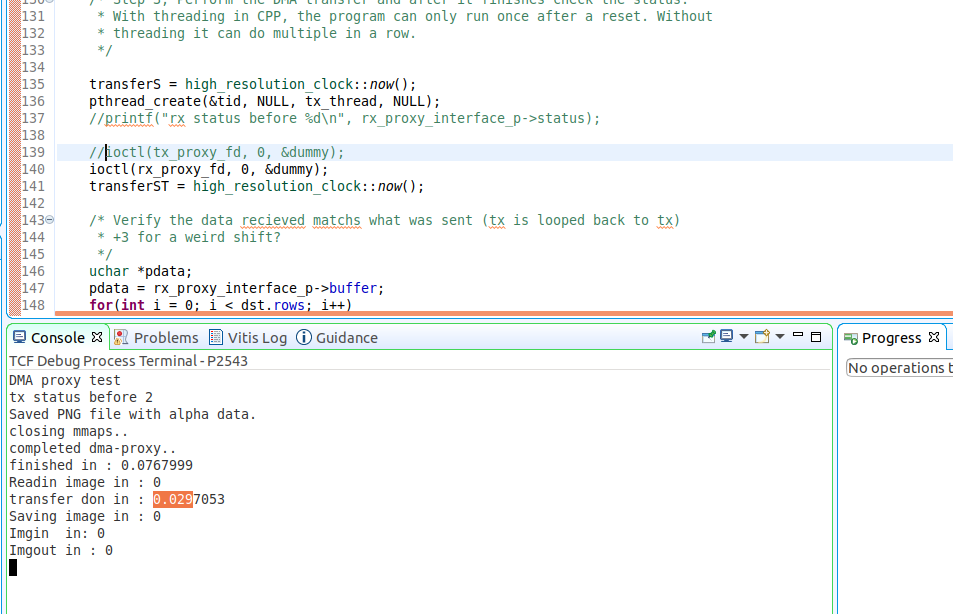 130 /* Step 3, Perform the DMA transfer and after it finishes check the status.
131 * With threading in CPP, the program can only run once after a reset. Without
132 * threading it can do multiple in a row.
133 */
134
135 transferS = high_resolution_clock::now();
136 pthread_create(&tid, NULL, tx_thread, NULL);
137 //printf("rx status before %d\n", rx_proxy_interface_p->status);
138
139 //ioctl(tx_proxy_fd, 0, &dummy);
140 ioctl(rx_proxy_fd, 0, &dummy);
141 transferST = high_resolution_clock::now();
142
143 /* Verify the data recieved matchs what was sent (tx is looped back to tx)
144 * +3 for a weird shift?
145 */
146 uchar *pdata;
147 pdata = rx_proxy_interface_p->buffer;
148 for(int i = 0; i < dst.rows; i++)
Console Problems Vitis Log Guidance
Progress
TCF Debug Process Terminal - P2543
No operations t
DMA proxy test
tx status before 2
Saved PNG file with alpha data.
closing mmaps..
completed dma-proxy..
finished in : 0.0767999
Readin image in : 0
transfer don in : 0.0297053
Saving image in : 0
Imgin  in: 0
Imgout in : 0